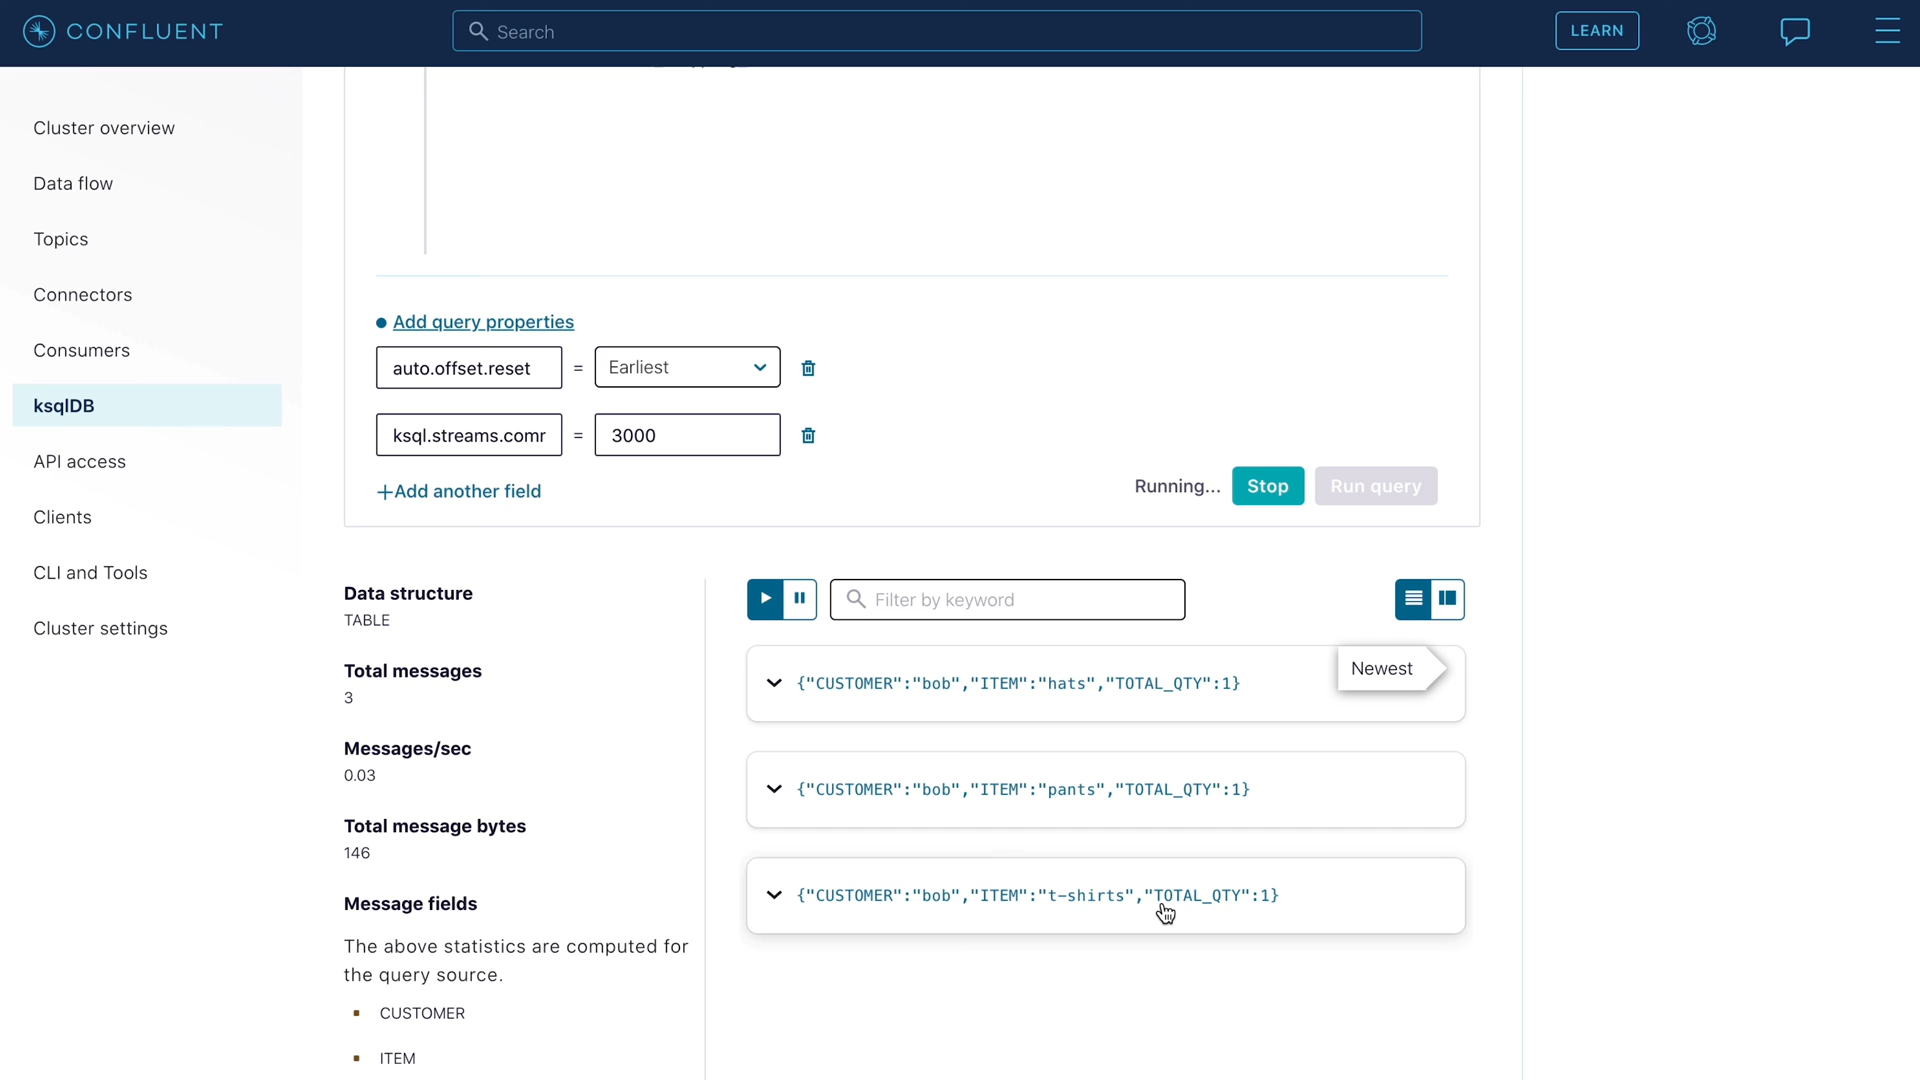 CONFLUENT
Search
LEARN
Cluster overview
Data flow
Topics
Connectors
Consumers
ksqlDB
API access
Clients
CLI and Tools
Cluster settings
Add query properties
auto.offset.reset = Earliest
ksql.streams.comr = 3000
+Add another field
Running... Stop Run query
Data structure
TABLE
Total messages
3
Messages/sec
0.03
Total message bytes
146
Message fields
The above statistics are computed for
the query source.
CUSTOMER
ITEM
Filter by keyword
Newest
{"CUSTOMER":"bob","ITEM":"hats","TOTAL_QTY":1}
{"CUSTOMER":"bob","ITEM":"pants","TOTAL_QTY":1}
{"CUSTOMER":"bob","ITEM":"t-shirts","TOTAL_QTY":1}